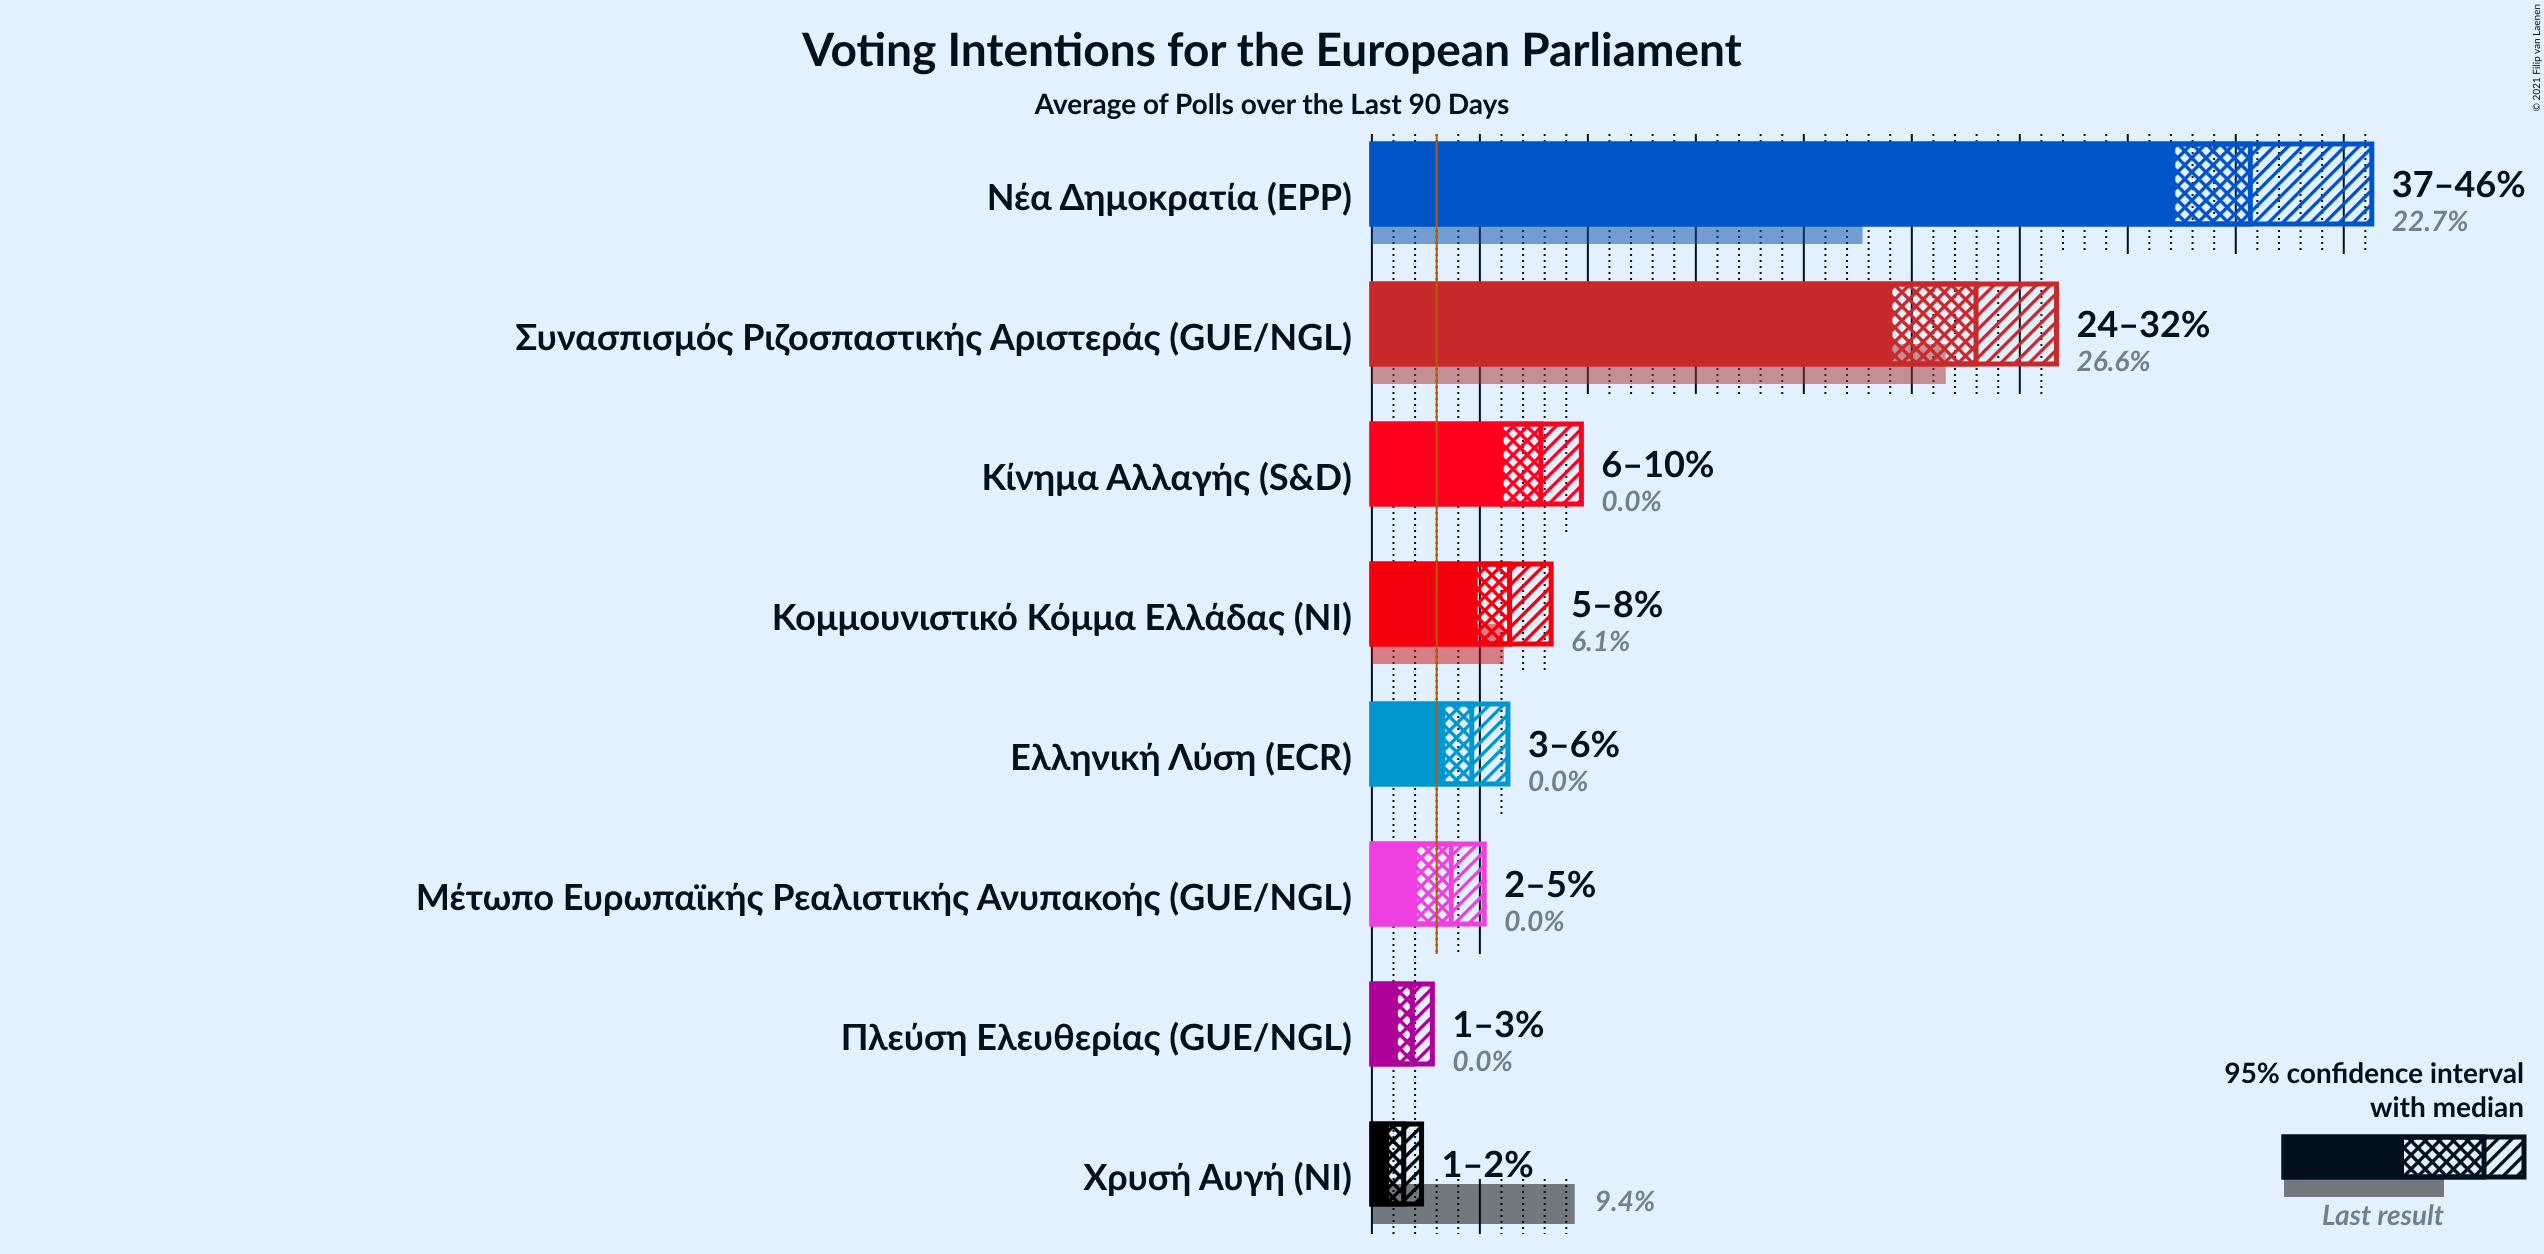 Voting Intentions for the European Parliament
Average of Polls over the Last 90 Days
© 2021 Filip van Laenen
Νέα Δημοκρατία (EPP)
37–46%
22.7%
Συνασπισμός Ριζοσπαστικής Αριστεράς (GUE/NGL)
24–32%
26.6%
Κίνημα Αλλαγής (S&D)
6–10%
0.0%
Κομμουνιστικό Κόμμα Ελλάδας (NI)
5–8%
6.1%
Ελληνική Λύση (ECR)
3–6%
0.0%
Μέτωπο Ευρωπαϊκής Ρεαλιστικής Ανυπακοής (GUE/NGL)
2–5%
0.0%
Πλεύση Ελευθερίας (GUE/NGL)
1–3%
0.0%
Χρυσή Αυγή (NI)
1–2%
9.4%
95% confidence interval
with median
Last result